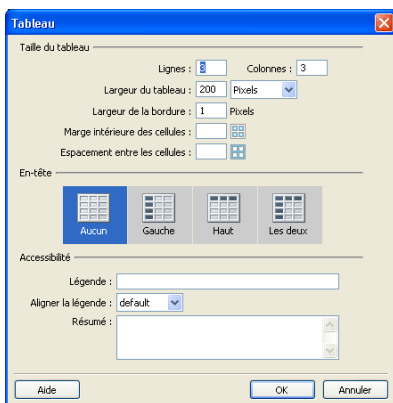 Tableau
Taille du tableau
Lignes : 3 Colonnes : 3
Largeur du tableau : 200 Pixels
Largeur de la bordure : 1 Pixels
Marge intérieure des cellules :
Espacement entre les cellules :
En-tête
Aucun Gauche Haut Les deux
Accessibilité
Légende :
Aligner la légende : default
Résumé :
Aide OK Annuler